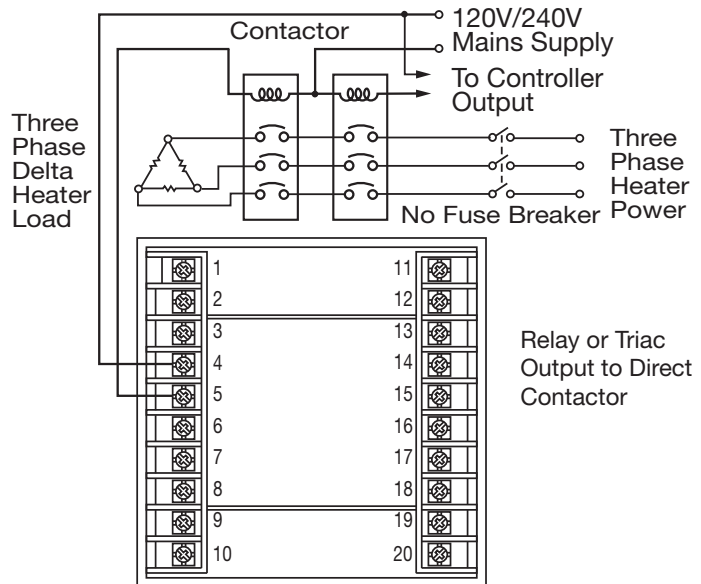 120V/240V
Mains Supply
Contactor
To Controller
Output
Three
Phase
Delta
Heater
Load
Three
Phase
Heater
Power
No Fuse Breaker
1
2
3
4
5
6
7
8
9
10
11
12
13
14
15
16
17
18
19
20
Relay or Triac
Output to Direct
Contactor